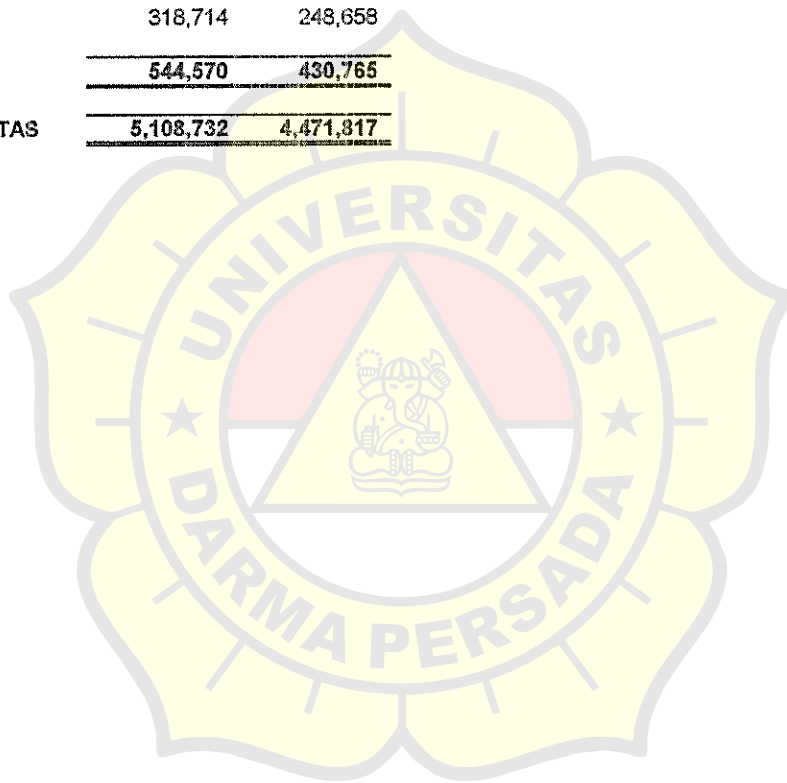 318,714 248,658
544,570 430,765
TAS 5,108,732 4,471,817
UNIVERSITAS
DARMA PERSADA